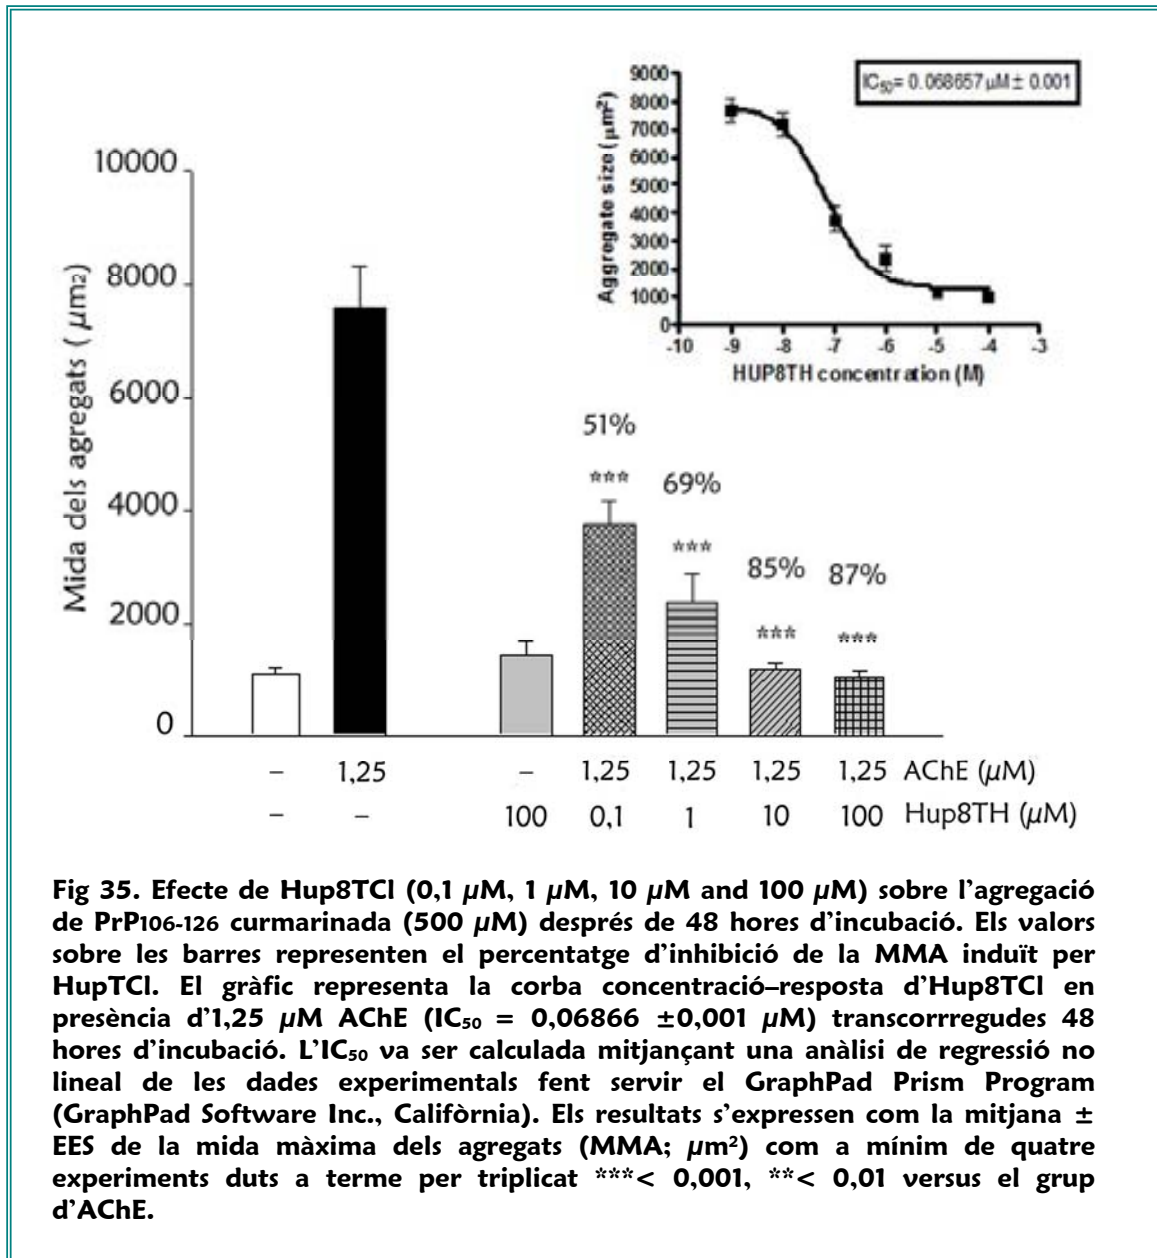 9000
8000
7000
6000
5000
4000
3000
2000
1000
0
Aggregate size (μm²)
IC50= 0.068657 μM ± 0.001
-10 -9 -8 -7 -6 -5 -4 -3
HUP8TH concentration (M)
10000
8000
6000
4000
2000
0
Mida dels agregats ( μm2)
51%
***
69%
***
85%
***
87%
***
– 1,25 – 1,25 1,25 1,25 1,25 AChE (μM)
– – 100 0,1 1 10 100 Hup8TH (μM)
Fig 35. Efecte de Hup8TCl (0,1 μM, 1 μM, 10 μM and 100 μM) sobre l’agregació
de PrP106-126 curmarinada (500 μM) després de 48 hores d’incubació. Els valors
sobre les barres representen el percentatge d’inhibició de la MMA induït per
HupTCl. El gràfic representa la corba concentració–resposta d’Hup8TCl en
presència d’1,25 μM AChE (IC50 = 0,06866 ±0,001 μM) transcorrregudes 48
hores d’incubació. L’IC50 va ser calculada mitjançant una anàlisi de regressió no
lineal de les dades experimentals fent servir el GraphPad Prism Program
(GraphPad Software Inc., Califòrnia). Els resultats s’expressen com la mitjana ±
EES de la mida màxima dels agregats (MMA; μm²) com a mínim de quatre
experiments duts a terme per triplicat ***< 0,001, **< 0,01 versus el grup
d’AChE.